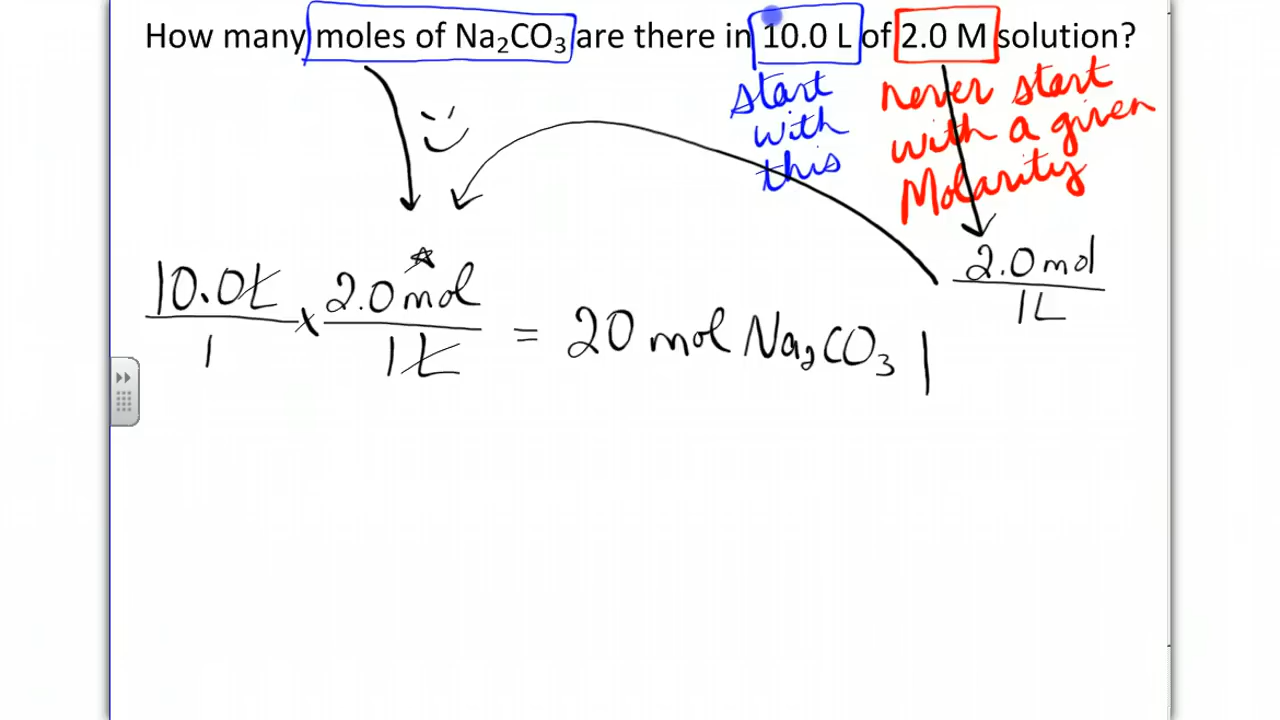 How many moles of Na₂CO₃ are there in 10.0 L of 2.0 M solution?
start
with
this
never start
with a given
Molarity
2.0 mol
1L
10.0L
1
x
2.0 mol
1L
= 20 mol Na₂CO₃